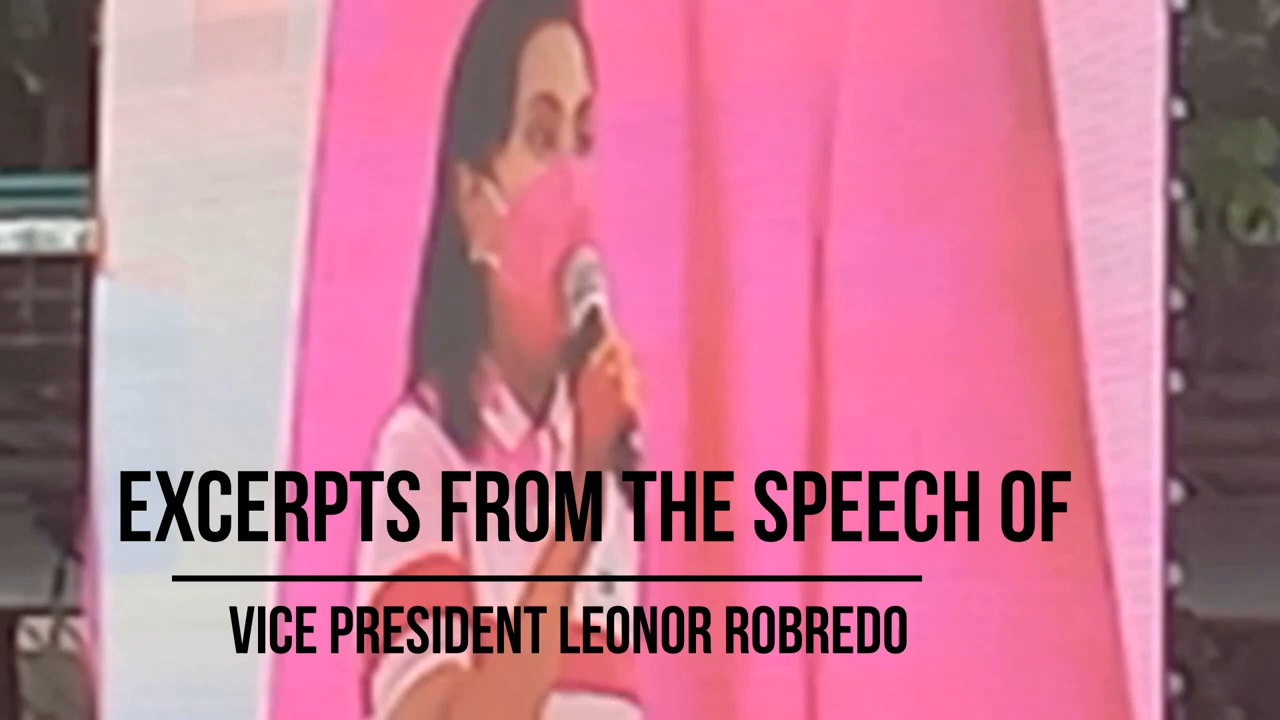 EXCERPTS FROM THE SPEECH OF
VICE PRESIDENT LEONOR ROBREDO